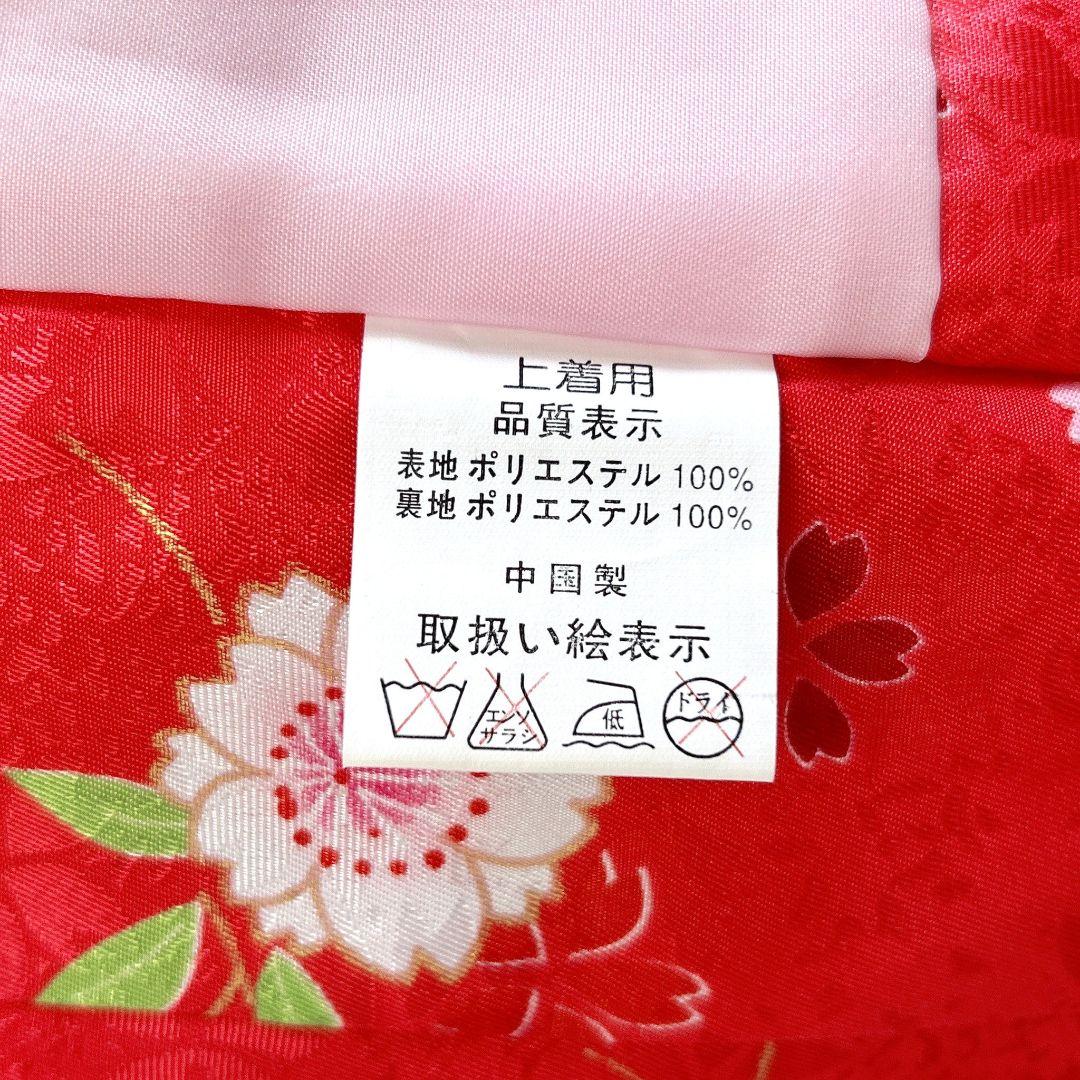 上着用
品質表示
表地 ポリエステル 100%
裏地 ポリエステル 100%
中国製
取扱い絵表示
エンソ
サラシ
低
ドライ